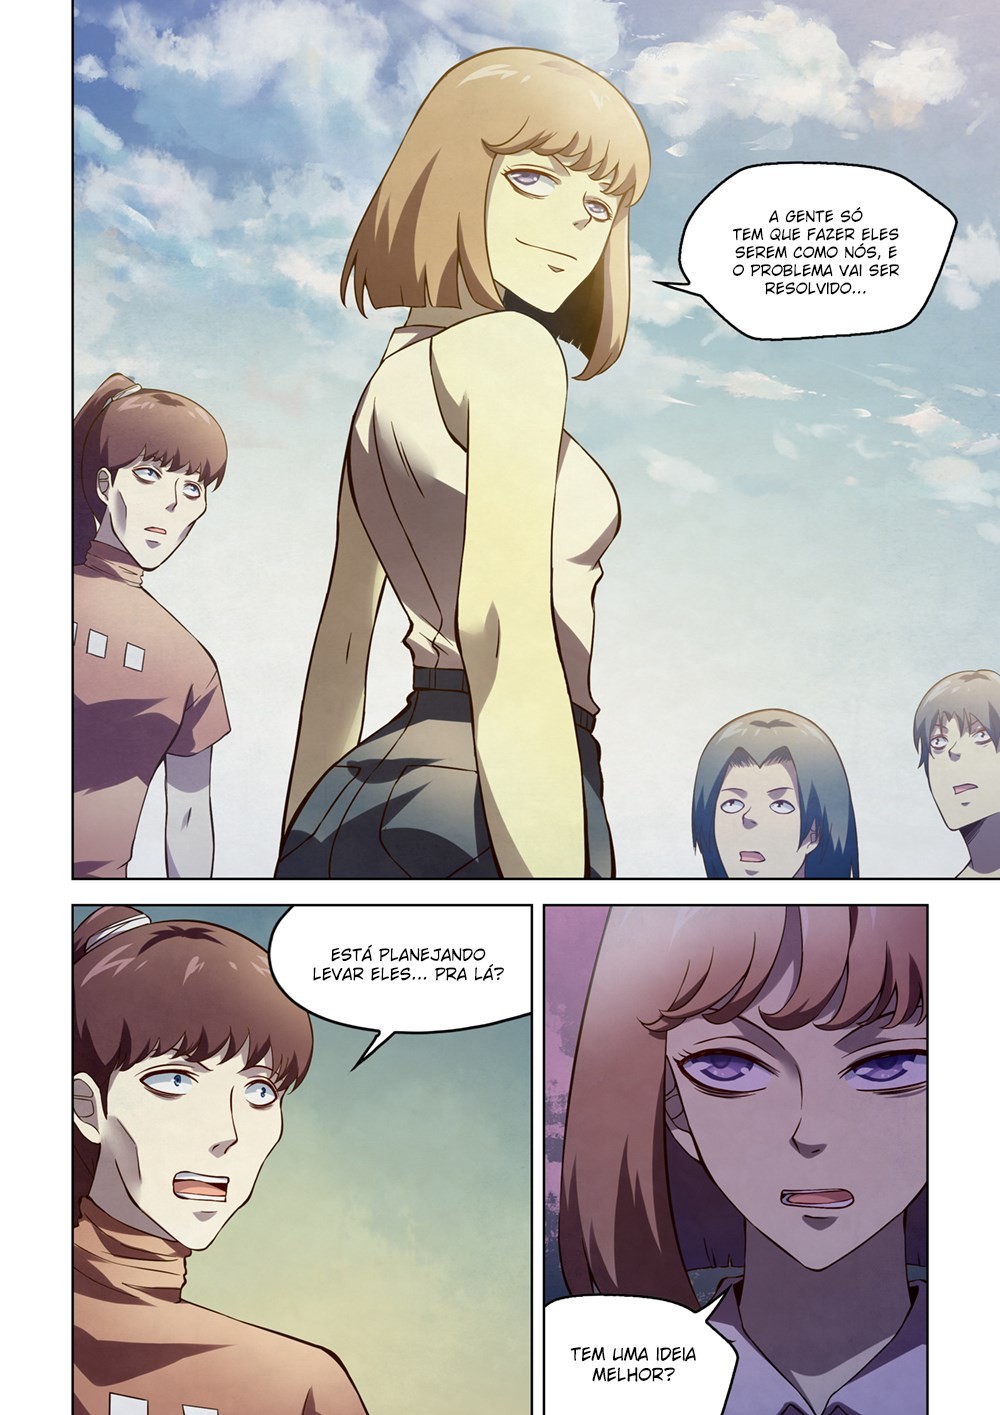 A GENTE SÓ
TEM QUE FAZER ELES
SEREM COMO NÓS, E
O PROBLEMA VAI SER
RESOLVIDO...
ESTÁ PLANEJANDO
LEVAR ELES... PRA LÁ?
TEM UMA IDEIA
MELHOR?